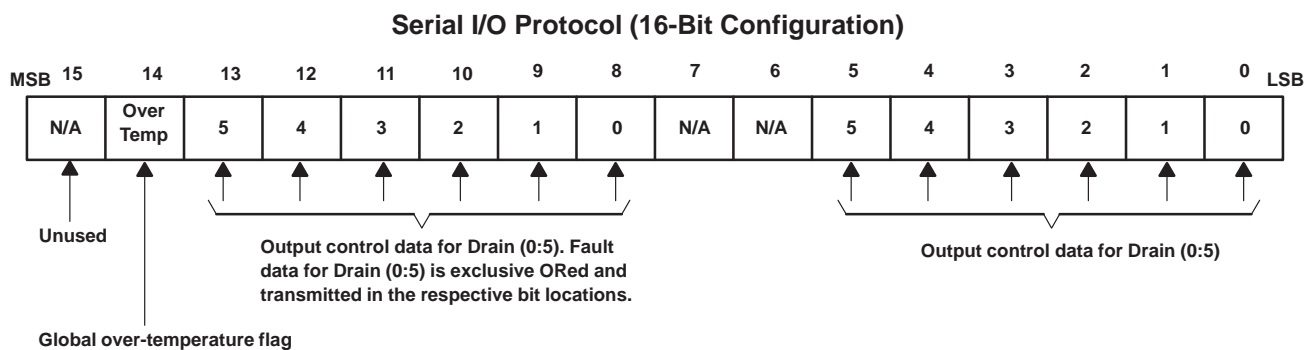 Serial I/O Protocol (16-Bit Configuration)
MSB 15 14 13 12 11 10 9 8 7 6 5 4 3 2 1 0 LSB
N/A Over Temp 5 4 3 2 1 0 N/A N/A 5 4 3 2 1 0
Unused
Output control data for Drain (0:5). Fault
data for Drain (0:5) is exclusive ORed and
transmitted in the respective bit locations.
Output control data for Drain (0:5)
Global over-temperature flag